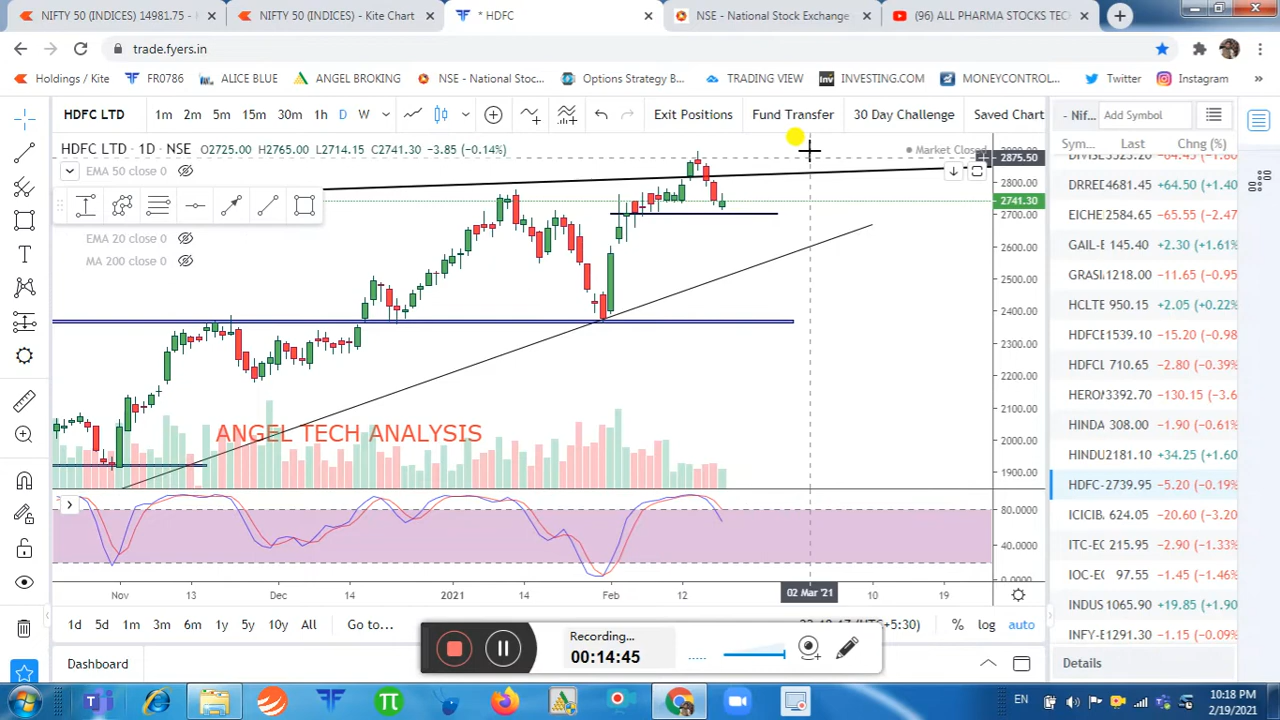 NIFTY 50 (INDICES) 14981.75 -
NIFTY 50 (INDICES) - Kite Chart
* HDFC
NSE - National Stock Exchange
(96) ALL PHARMA STOCKS TEC
trade.fyers.in
Holdings / Kite
FR0786
ALICE BLUE
ANGEL BROKING
NSE - National Stoc...
Options Strategy B...
TRADING VIEW
INVESTING.COM
MONEYCONTROL...
Twitter
Instagram
»
HDFC LTD
1m 2m 5m 15m 30m 1h D W
Exit Positions
Fund Transfer
30 Day Challenge
Saved Chart
- Nif.
Add Symbol
HDFC LTD · 1D · NSE O2725.00 H2765.00 L2714.15 C2741.30 −3.85 (−0.14%)
Market Closed
EMA 50 close 0
EMA 20 close 0
MA 200 close 0
2875.50
2800.00
2741.30
2700.00
2600.00
2500.00
2400.00
2300.00
2200.00
2100.00
2000.00
1900.00
ANGEL TECH ANALYSIS
80.0000
40.0000
0.0000
Nov 13 Dec 14 2021 14 Feb 12 02 Mar '21 10 19
1d 5d 1m 3m 6m 1y 5y 10y All Go to...
(UTC+5:30)
% log auto
Sym... Chng (%)
DRREI 4681.45 +64.50 (+1.40
EICHE 2584.65 −65.55 (−2.47
GAIL-E 145.40 +2.30 (+1.61%
GRASI 1218.00 −11.65 (−0.95
HCLTE 950.15 +2.05 (+0.22%
HDFCE 1539.10 −15.20 (−0.98
HDFCL 710.65 −2.80 (−0.39%
HERO 3392.70 −130.15 (−3.6
HINDA 308.00 −1.90 (−0.61%
HINDU 2181.10 +34.25 (+1.60
HDFC- 2739.95 −5.20 (−0.19%
ICICIB 624.05 −20.60 (−3.20
ITC-EC 215.95 −2.90 (−1.33%
IOC-EC 97.55 −1.45 (−1.46%
INDUS 1065.90 +19.85 (+1.90
INFY-E 1291.30 −1.15 (−0.09%
Details
Recording...
00:14:45
Dashboard
EN
10:18 PM
2/19/2021